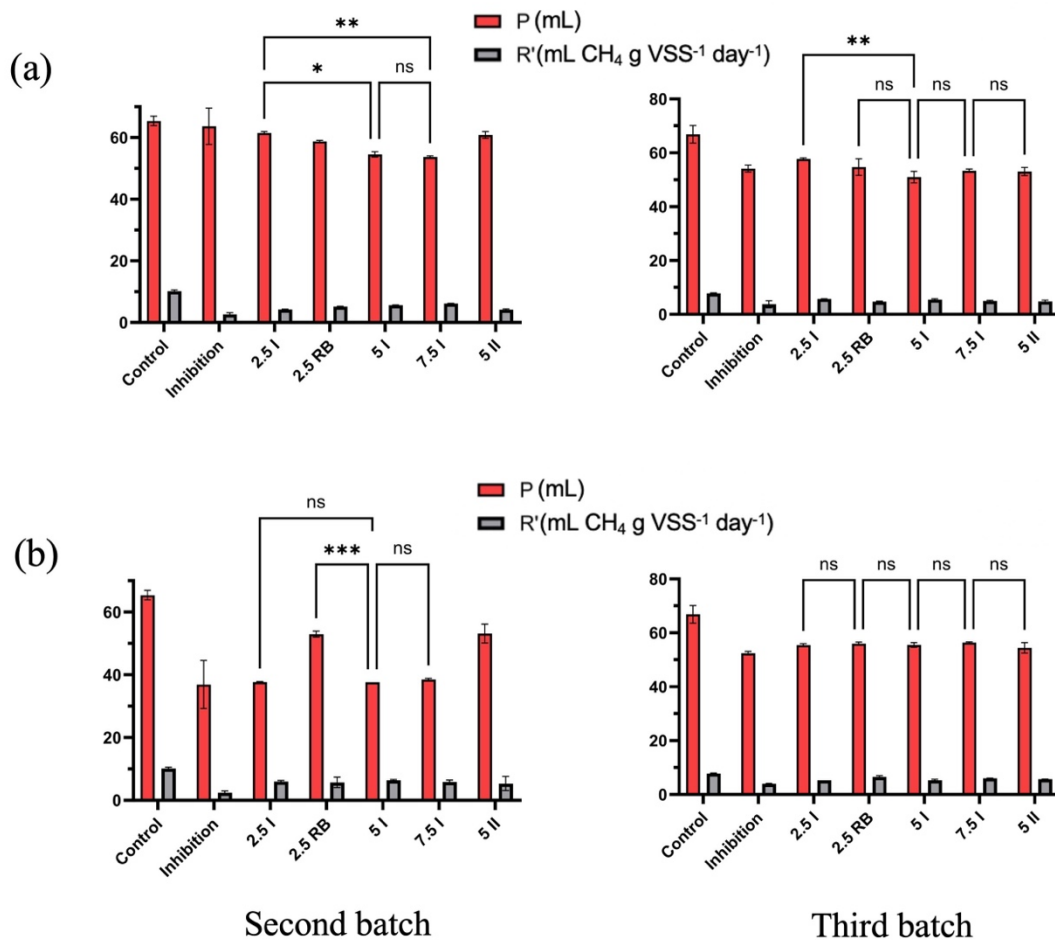 (a)
P (mL)
R'(mL CH₄ g VSS⁻¹ day⁻¹)
**
*
ns
60
40
20
0
Control
Inhibition
2.5 I
2.5 RB
5 I
7.5 I
5 II
**
ns
ns
ns
80
60
40
20
0
Control
Inhibition
2.5 I
2.5 RB
5 I
7.5 I
5 II
(b)
P (mL)
R'(mL CH₄ g VSS⁻¹ day⁻¹)
ns
***
ns
60
40
20
0
Control
Inhibition
2.5 I
2.5 RB
5 I
7.5 I
5 II
ns
ns
ns
ns
80
60
40
20
0
Control
Inhibition
2.5 I
2.5 RB
5 I
7.5 I
5 II
Second batch
Third batch